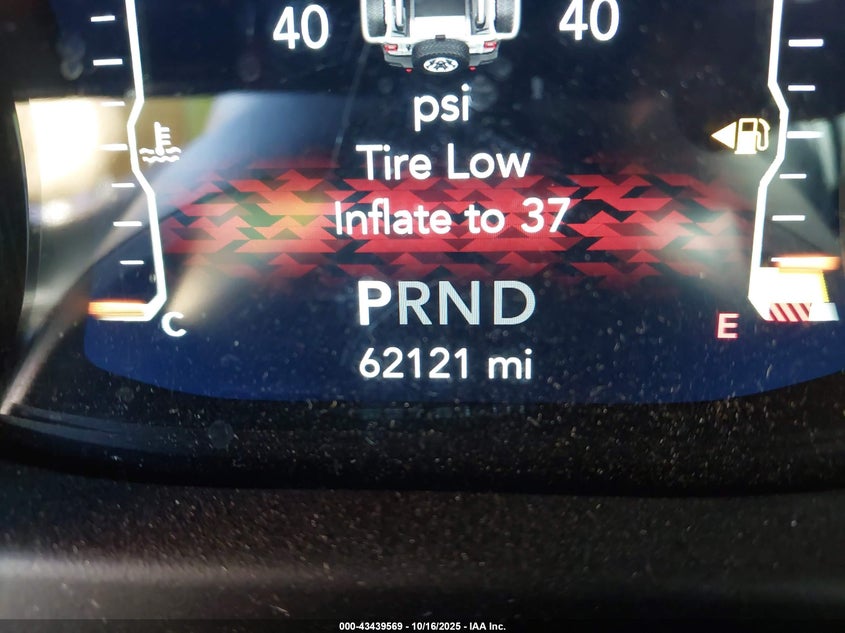 40 40
psi
Tire Low
Inflate to 37
PRND
C E
62121 mi
000-43439569 - 10/16/2025 - IAA Inc.